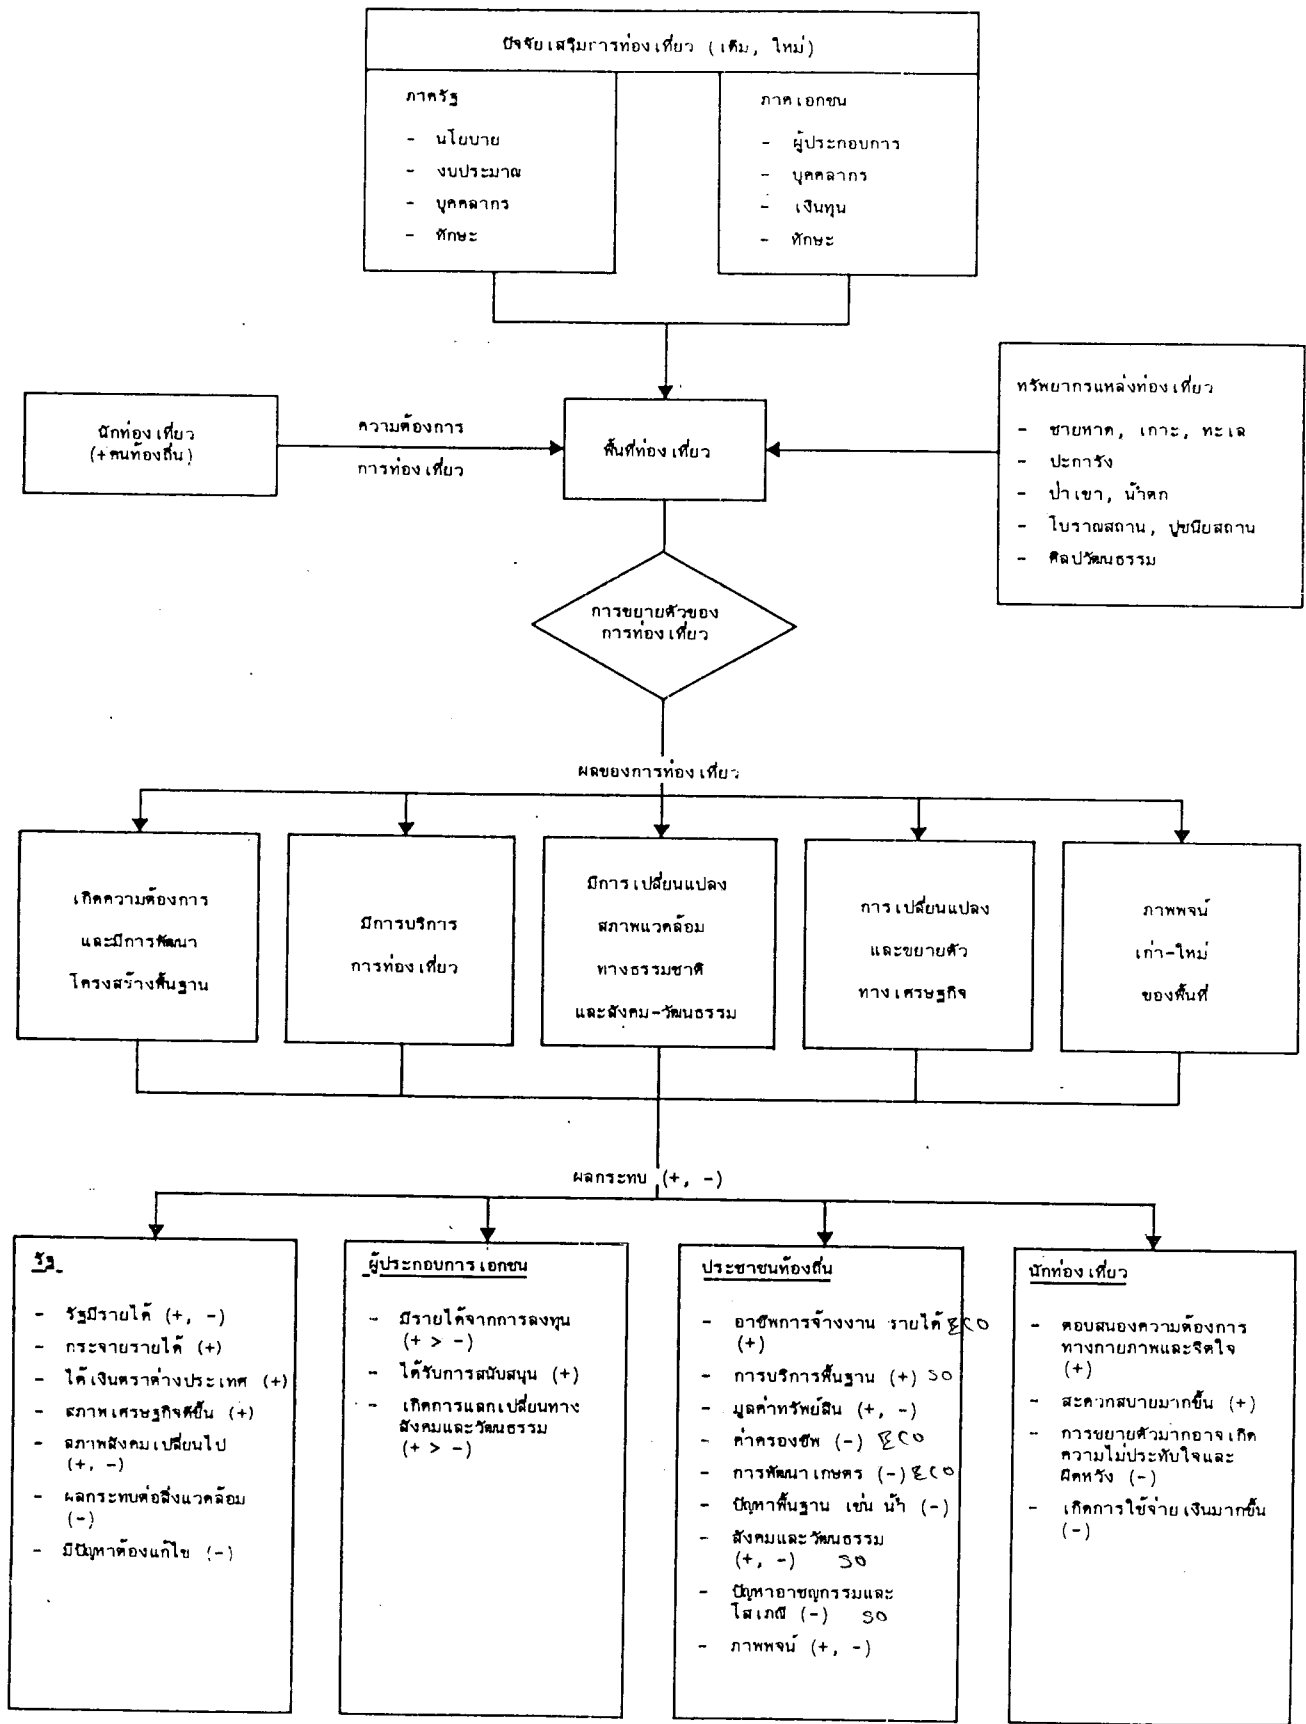 ปัจจัยเสริมการท่องเที่ยว (เดิม, ใหม่)
ภาครัฐ
- นโยบาย
- งบประมาณ
- บุคคลากร
- ทักษะ
ภาคเอกชน
- ผู้ประกอบการ
- บุคคลากร
- เงินทุน
- ทักษะ
นักท่องเที่ยว
(+คนท้องถิ่น)
ความต้องการ
การท่องเที่ยว
พื้นที่ท่องเที่ยว
ทรัพยากรแหล่งท่องเที่ยว
- ชายหาด, เกาะ, ทะเล
- ปะการัง
- ป่าเขา, น้ำตก
- โบราณสถาน, ปูชนียสถาน
- ศิลปวัฒนธรรม
การขยายตัวของ
การท่องเที่ยว
ผลของการท่องเที่ยว
เกิดความต้องการ
และมีการพัฒนา
โครงสร้างพื้นฐาน
มีการบริการ
การท่องเที่ยว
มีการเปลี่ยนแปลง
สภาพแวดล้อม
ทางธรรมชาติ
และสังคม-วัฒนธรรม
การเปลี่ยนแปลง
และขยายตัว
ทางเศรษฐกิจ
ภาพพจน์
เก่า-ใหม่
ของพื้นที่
ผลกระทบ (+, -)
รัฐ
- รัฐมีรายได้ (+, -)
- กระจายรายได้ (+)
- ได้เงินตราต่างประเทศ (+)
- สภาพเศรษฐกิจดีขึ้น (+)
- สภาพสังคมเปลี่ยนไป
(+, -)
- ผลกระทบต่อสิ่งแวดล้อม
(-)
- มีปัญหาต้องแก้ไข (-)
ผู้ประกอบการเอกชน
- มีรายได้จากการลงทุน
(+ > -)
- ได้รับการสนับสนุน (+)
- เกิดการแลกเปลี่ยนทาง
สังคมและวัฒนธรรม
(+ > -)
ประชาชนท้องถิ่น
- อาชีพการจ้างงาน รายได้ ECO
(+)
- การบริการพื้นฐาน (+) SO
- มูลค่าทรัพย์สิน (+, -)
- ค่าครองชีพ (-) ECO
- การพัฒนาเกษตร (-) ECO
- ปัญหาพื้นฐาน เช่น น้ำ (-)
- สังคมและวัฒนธรรม
(+, -) SO
- ปัญหาอาชญกรรมและ
โสเภณี (-) SO
- ภาพพจน์ (+, -)
นักท่องเที่ยว
- ตอบสนองความต้องการ
ทางกายภาพและจิตใจ
(+)
- สะดวกสบายมากขึ้น (+)
- การขยายตัวมากอาจเกิด
ความไม่ประทับใจและ
ผิดหวัง (-)
- เกิดการใช้จ่ายเงินมากขึ้น
(-)